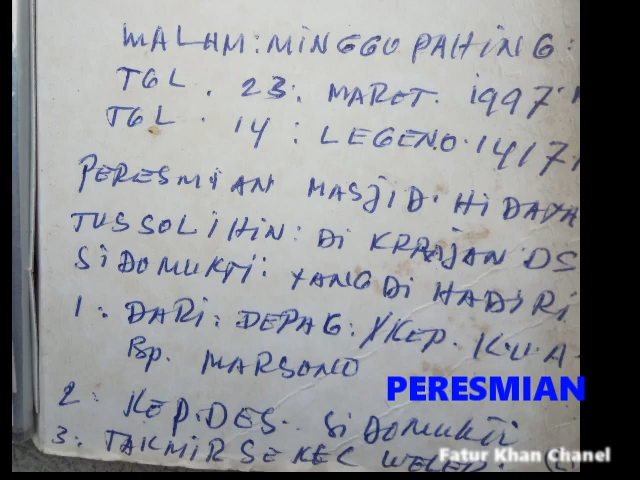 MALAM: MINGGU PAHING:
TGL. 23: MARET. 1997
TGL. 14: LEGENO. 1417
PERESMIAN MASJID. HIDAYA
TUSSOLIHIN: DI KRAJAN DS
SIDOMUKTI: YANG DI HADIRI
1. DARI: DEPAG: /KEP. K.U.A.
Bp. MARSONO
PERESMIAN
2. KEP.DES. SIDOMUKTI
3. TAKMIR SE KEC
Fatur Khan Chanel